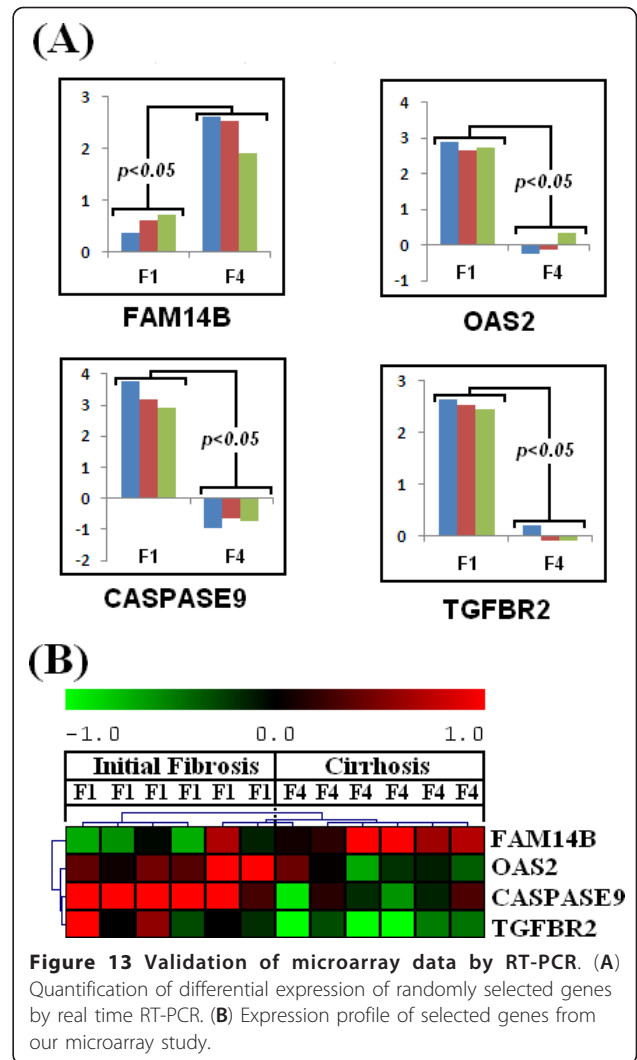 (A)
3
2
1
0
p<0.05
F1 F4
FAM14B
4
3
2
1
0
-1
p<0.05
F1 F4
OAS2
4
3
2
1
0
-1
-2
p<0.05
F1 F4
CASPASE9
3
2
1
0
p<0.05
F1 F4
TGFBR2
(B)
-1.0 0.0 1.0
Initial Fibrosis Cirrhosis
F1 F1 F1 F1 F1 F1 F4 F4 F4 F4 F4 F4
FAM14B
OAS2
CASPASE9
TGFBR2
Figure 13 Validation of microarray data by RT-PCR. (A)
Quantification of differential expression of randomly selected genes
by real time RT-PCR. (B) Expression profile of selected genes from
our microarray study.